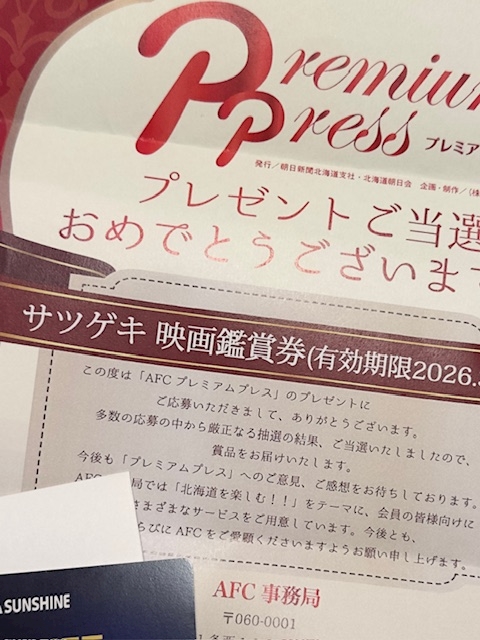 Premium
Press プレミア
発行／朝日新聞北海道支社・北海道朝日会 企画・制作／（株
プレゼントご当選
おめでとうございます
サツゲキ 映画鑑賞券(有効期限2026.
この度は「AFC プレミアムプレス」のプレゼントに
ご応募いただきまして、ありがとうございます。
多数の応募の中から厳正なる抽選の結果、ご当選いたしましたので、
賞品をお届けいたします。
今後も「プレミアムプレス」へのご意見、ご感想をお待ちしております。
局では「北海道を楽しむ！！」をテーマに、会員の皆様向けに
さまざまなサービスをご用意しています。今後とも、
らびに AFC をご愛顧くださいますようお願い申し上げます。
AFC 事務局
〒060-0001
SUNSHINE